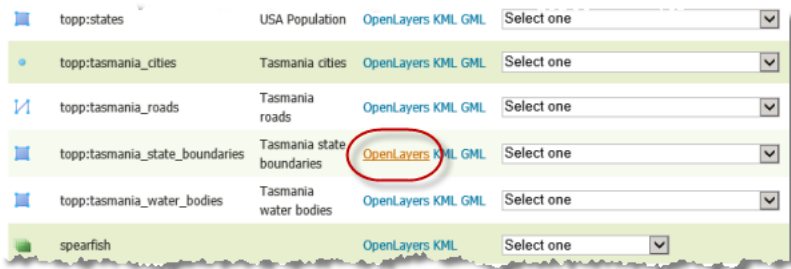 topp:states USA Population OpenLayers KML GML Select one
topp:tasmania_cities Tasmania cities OpenLayers KML GML Select one
topp:tasmania_roads Tasmania roads OpenLayers KML GML Select one
topp:tasmania_state_boundaries Tasmania state boundaries OpenLayers KML GML Select one
topp:tasmania_water_bodies Tasmania water bodies OpenLayers KML GML Select one
spearfish OpenLayers KML Select one